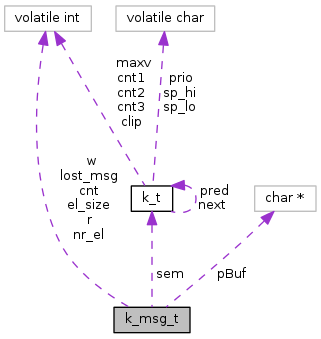 volatile int
volatile char
maxv
cnt1
cnt2
cnt3
clip
prio
sp_hi
sp_lo
w
lost_msg
cnt
el_size
r
nr_el
k_t
pred
next
char *
sem
pBuf
k_msg_t